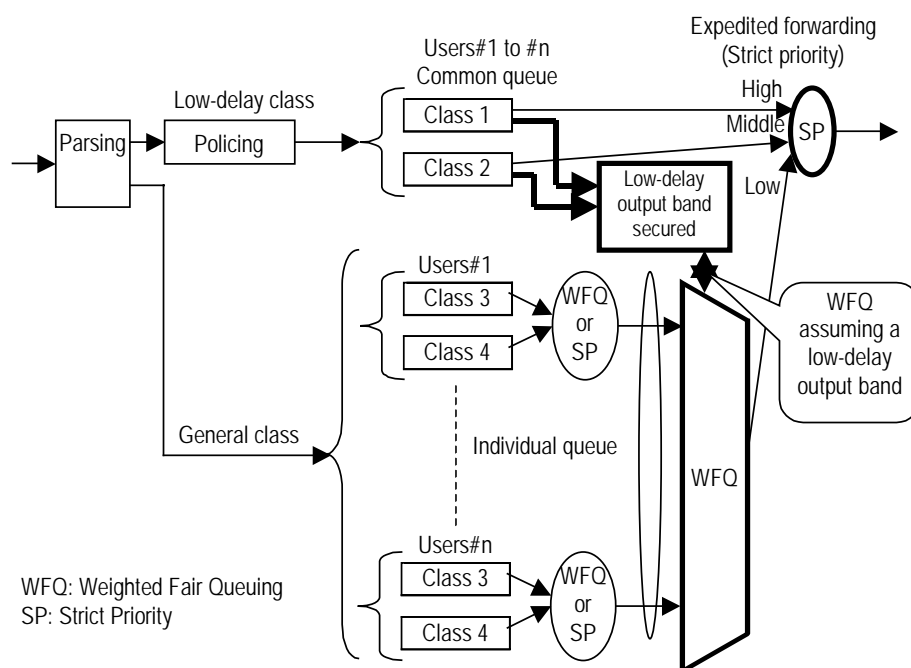 Expedited forwarding
(Strict priority)
Users#1 to #n
Common queue
Low-delay class
Parsing
Policing
Class 1
Class 2
High
Middle
Low
SP
Low-delay
output band
secured
Users#1
Class 3
Class 4
WFQ
or
SP
WFQ
assuming a
low-delay
output band
General class
Individual queue
WFQ
Users#n
Class 3
Class 4
WFQ
or
SP
WFQ: Weighted Fair Queuing
SP: Strict Priority